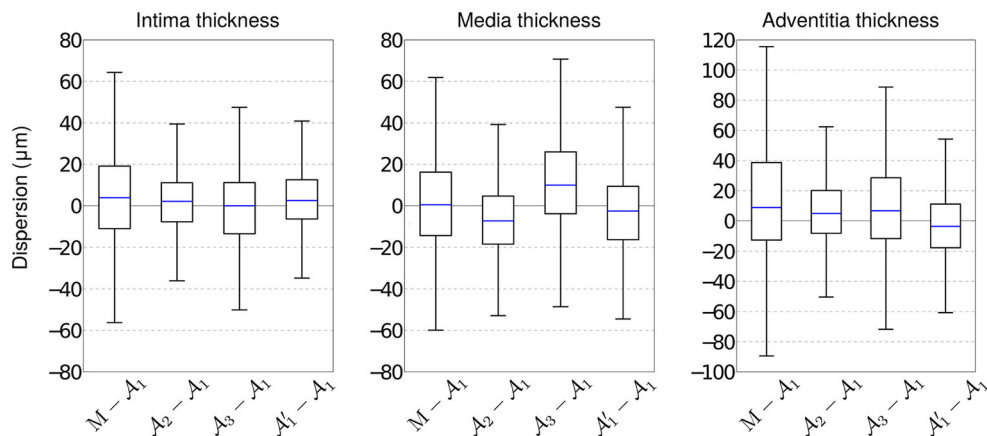 Intima thickness
Media thickness
Adventitia thickness
Dispersion (μm)
80
60
40
20
0
−20
−40
−60
−80
M − 𝒜₁
𝒜₂ − 𝒜₁
𝒜₃ − 𝒜₁
𝒜′₁ − 𝒜₁
80
60
40
20
0
−20
−40
−60
−80
M − 𝒜₁
𝒜₂ − 𝒜₁
𝒜₃ − 𝒜₁
𝒜′₁ − 𝒜₁
120
100
80
60
40
20
0
−20
−40
−60
−80
−100
M − 𝒜₁
𝒜₂ − 𝒜₁
𝒜₃ − 𝒜₁
𝒜′₁ − 𝒜₁